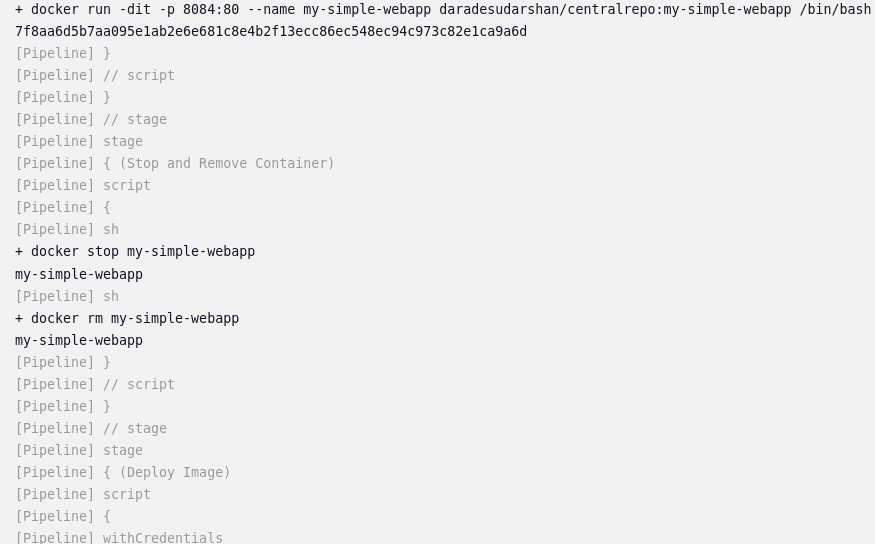 + docker run -dit -p 8084:80 --name my-simple-webapp daradesudarshan/centralrepo:my-simple-webapp /bin/bash
7f8aa6d5b7aa095e1ab2e6e681c8e4b2f13ecc86ec548ec94c973c82e1ca9a6d
[Pipeline] }
[Pipeline] // script
[Pipeline] }
[Pipeline] // stage
[Pipeline] stage
[Pipeline] { (Stop and Remove Container)
[Pipeline] script
[Pipeline] {
[Pipeline] sh
+ docker stop my-simple-webapp
my-simple-webapp
[Pipeline] sh
+ docker rm my-simple-webapp
my-simple-webapp
[Pipeline] }
[Pipeline] // script
[Pipeline] }
[Pipeline] // stage
[Pipeline] stage
[Pipeline] { (Deploy Image)
[Pipeline] script
[Pipeline] {
[Pipeline] withCredentials